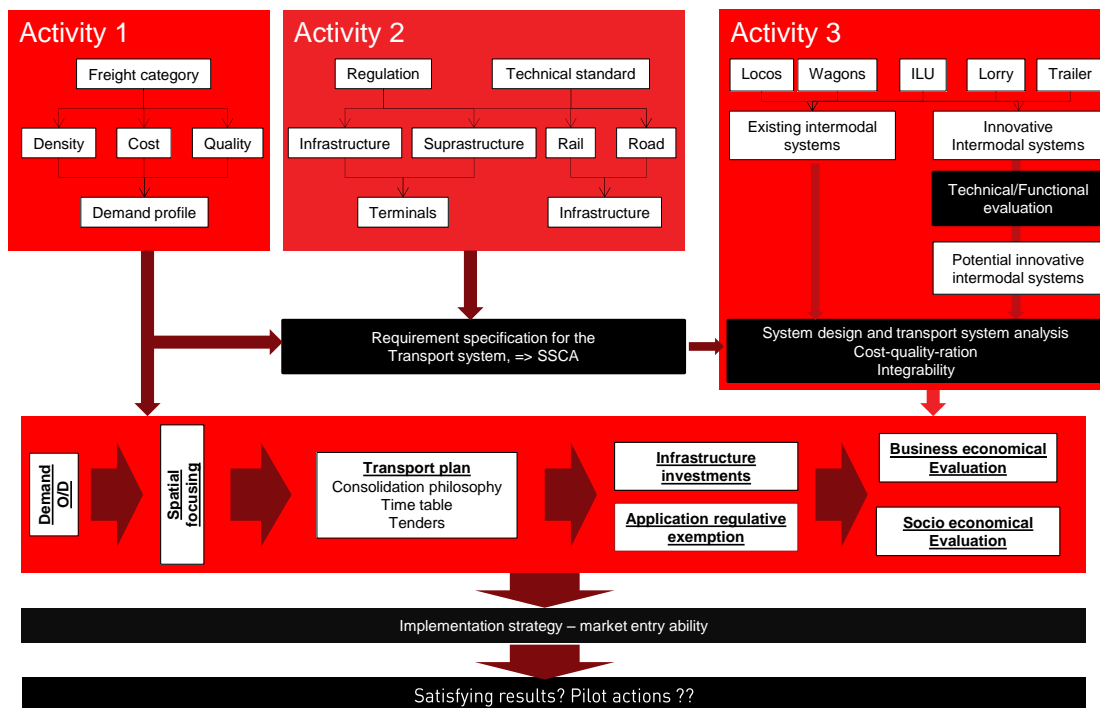 Activity 1
Freight category
Density
Cost
Quality
Demand profile
Activity 2
Regulation
Technical standard
Infrastructure
Suprastructure
Rail
Road
Terminals
Infrastructure
Activity 3
Locos
Wagons
ILU
Lorry
Trailer
Existing intermodal
systems
Innovative
Intermodal systems
Technical/Functional
evaluation
Potential innovative
intermodal systems
Requirement specification for the
Transport system, => SSCA
System design and transport system analysis
Cost-quality-ration
Integrability
Demand
O/D
Spatial
focusing
Transport plan
Consolidation philosophy
Time table
Tenders
Infrastructure
investments
Application regulative
exemption
Business economical
Evaluation
Socio economical
Evaluation
Implementation strategy – market entry ability
Satisfying results? Pilot actions ??